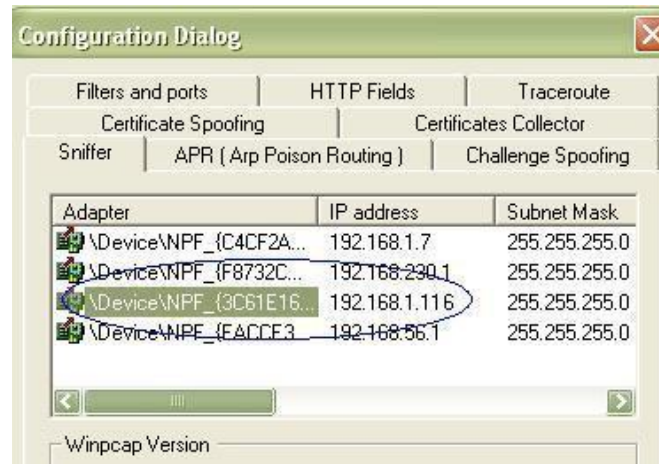 Configuration Dialog
Filters and ports HTTP Fields Traceroute
Certificate Spoofing Certificates Collector
Sniffer APR ( Arp Poison Routing ) Challenge Spoofing
Adapter IP address Subnet Mask
\Device\NPF_{C4CF2A... 192.168.1.7 255.255.255.0
\Device\NPF_{F8732C... 192.168.230.1 255.255.255.0
\Device\NPF_{3C61E16... 192.168.1.116 255.255.255.0
\Device\NPF_{EACCF3... 192.168.56.1 255.255.255.0
Winpcap Version